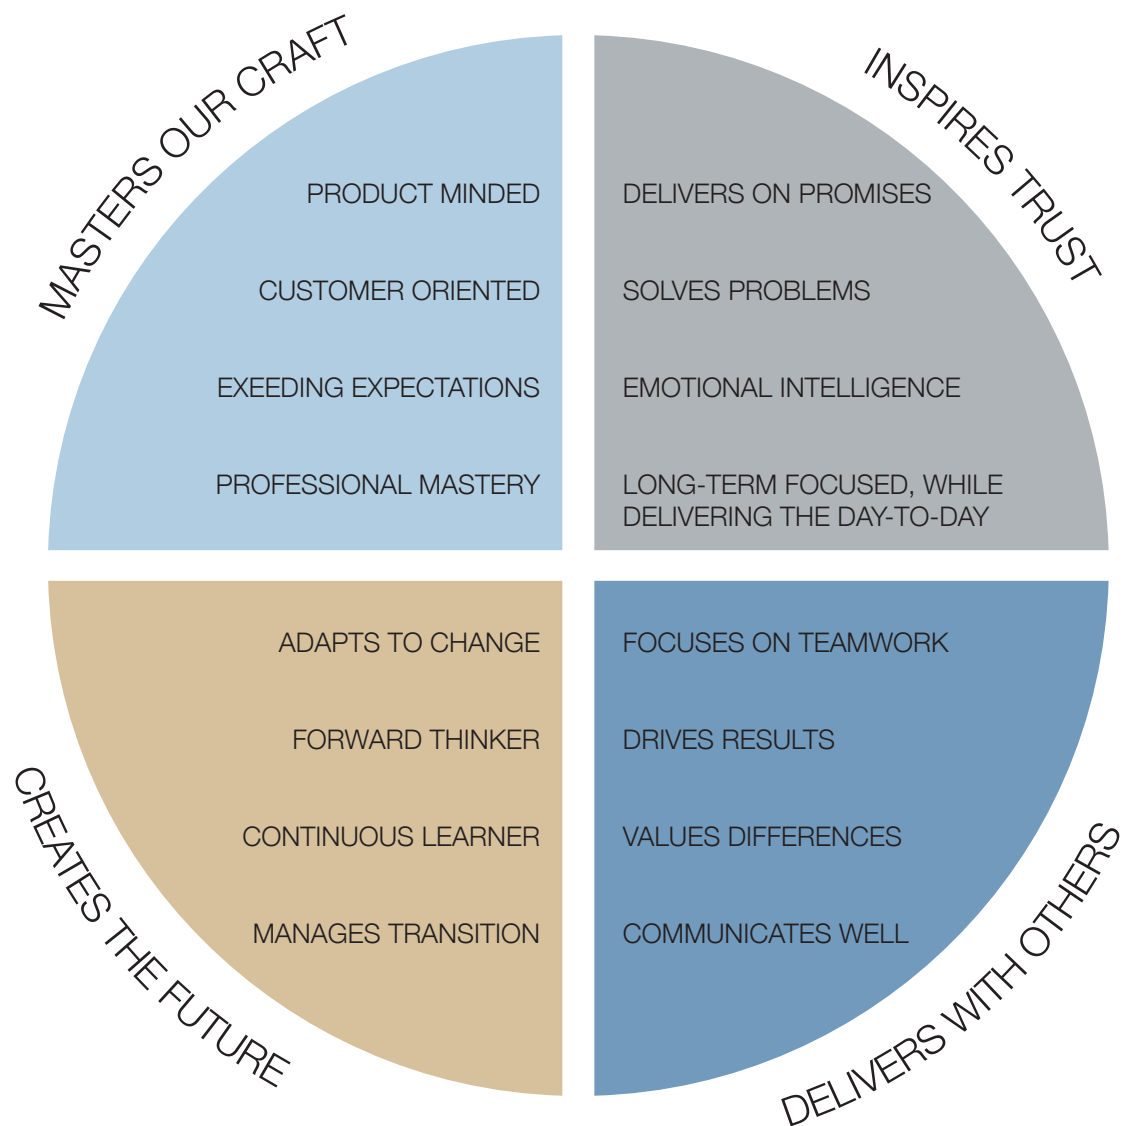 MASTERS OUR CRAFT
PRODUCT MINDED
CUSTOMER ORIENTED
EXEEDING EXPECTATIONS
PROFESSIONAL MASTERY
INSPIRES TRUST
DELIVERS ON PROMISES
SOLVES PROBLEMS
EMOTIONAL INTELLIGENCE
LONG-TERM FOCUSED, WHILE
DELIVERING THE DAY-TO-DAY
CREATES THE FUTURE
ADAPTS TO CHANGE
FORWARD THINKER
CONTINUOUS LEARNER
MANAGES TRANSITION
DELIVERS WITH OTHERS
FOCUSES ON TEAMWORK
DRIVES RESULTS
VALUES DIFFERENCES
COMMUNICATES WELL